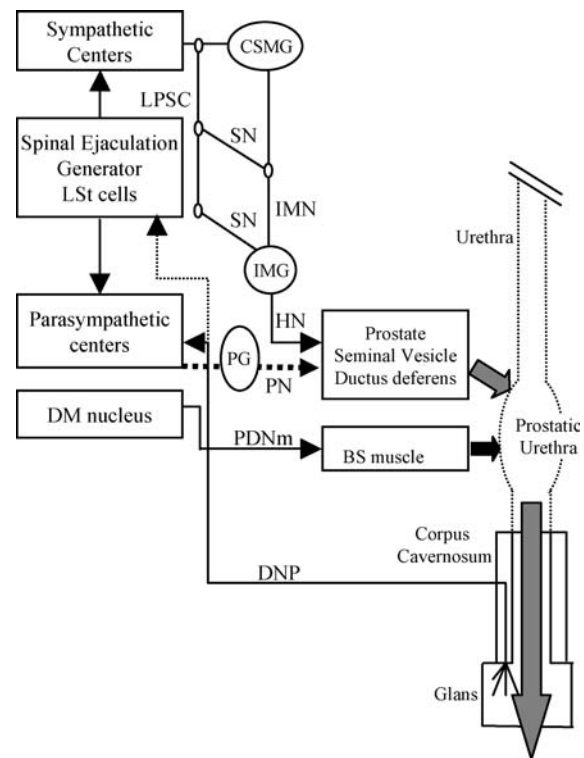 Sympathetic
Centers
CSMG
LPSC
Spinal Ejaculation
Generator
LSt cells
SN
SN
IMN
IMG
Urethra
HN
Parasympathetic
centers
PG
PN
Prostate
Seminal Vesicle
Ductus deferens
DM nucleus
PDNm
BS muscle
Prostatic
Urethra
Corpus
Cavernosum
DNP
Glans